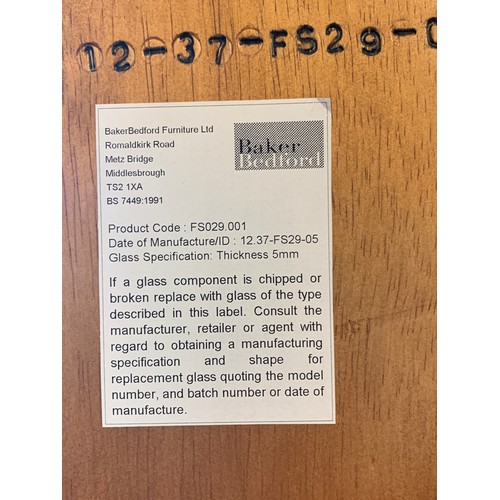 12-37-FS29-0
BakerBedford Furniture Ltd
Romaldkirk Road
Metz Bridge
Middlesbrough
TS2 1XA
BS 7449:1991
Baker
Bedford
Product Code : FS029.001
Date of Manufacture/ID : 12.37-FS29-05
Glass Specification: Thickness 5mm
If a glass component is chipped or
broken replace with glass of the type
described in this label. Consult the
manufacturer, retailer or agent with
regard to obtaining a manufacturing
specification and shape for
replacement glass quoting the model
number, and batch number or date of
manufacture.